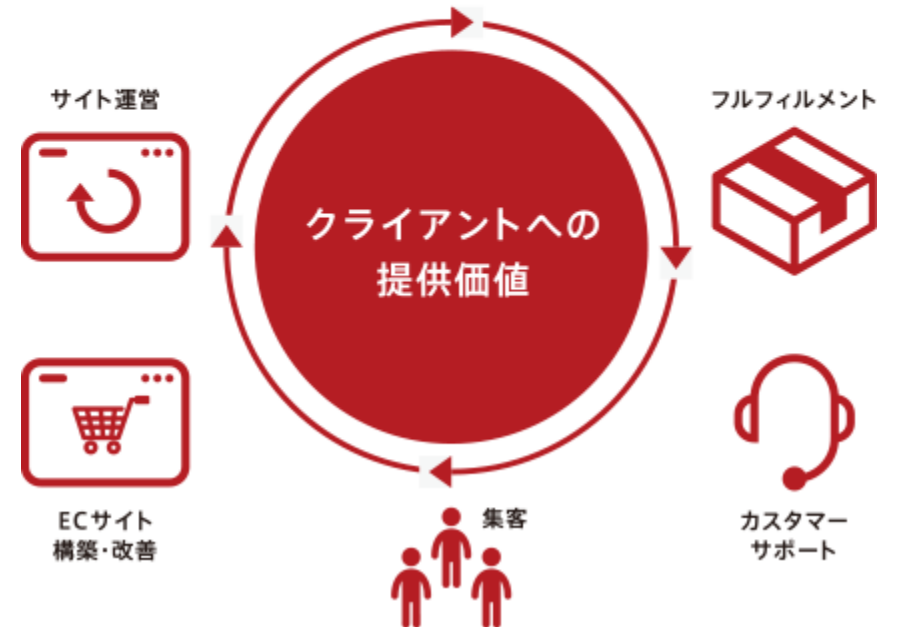 サイト運営
フルフィルメント
クライアントへの
提供価値
ECサイト
構築・改善
集客
カスタマー
サポート